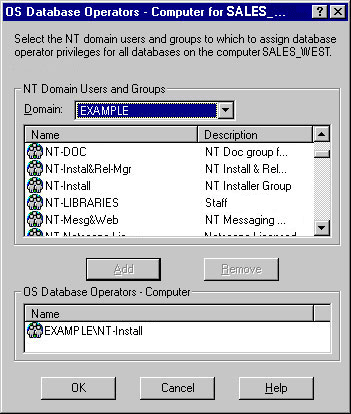 OS Database Operators - Computer for SALES_...
Select the NT domain users and groups to which to assign database
operator privileges for all databases on the computer SALES_WEST.
NT Domain Users and Groups
Domain: EXAMPLE
Name Description
NT-DOC NT Doc group f...
NT-Instal&Rel-Mgr NT Install & Rel...
NT-Install NT Installer Group
NT-LIBRARIES Staff
NT-Mesg&Web NT Messaging ...
Add Remove
OS Database Operators - Computer
Name
EXAMPLE\NT-Install
OK Cancel Help